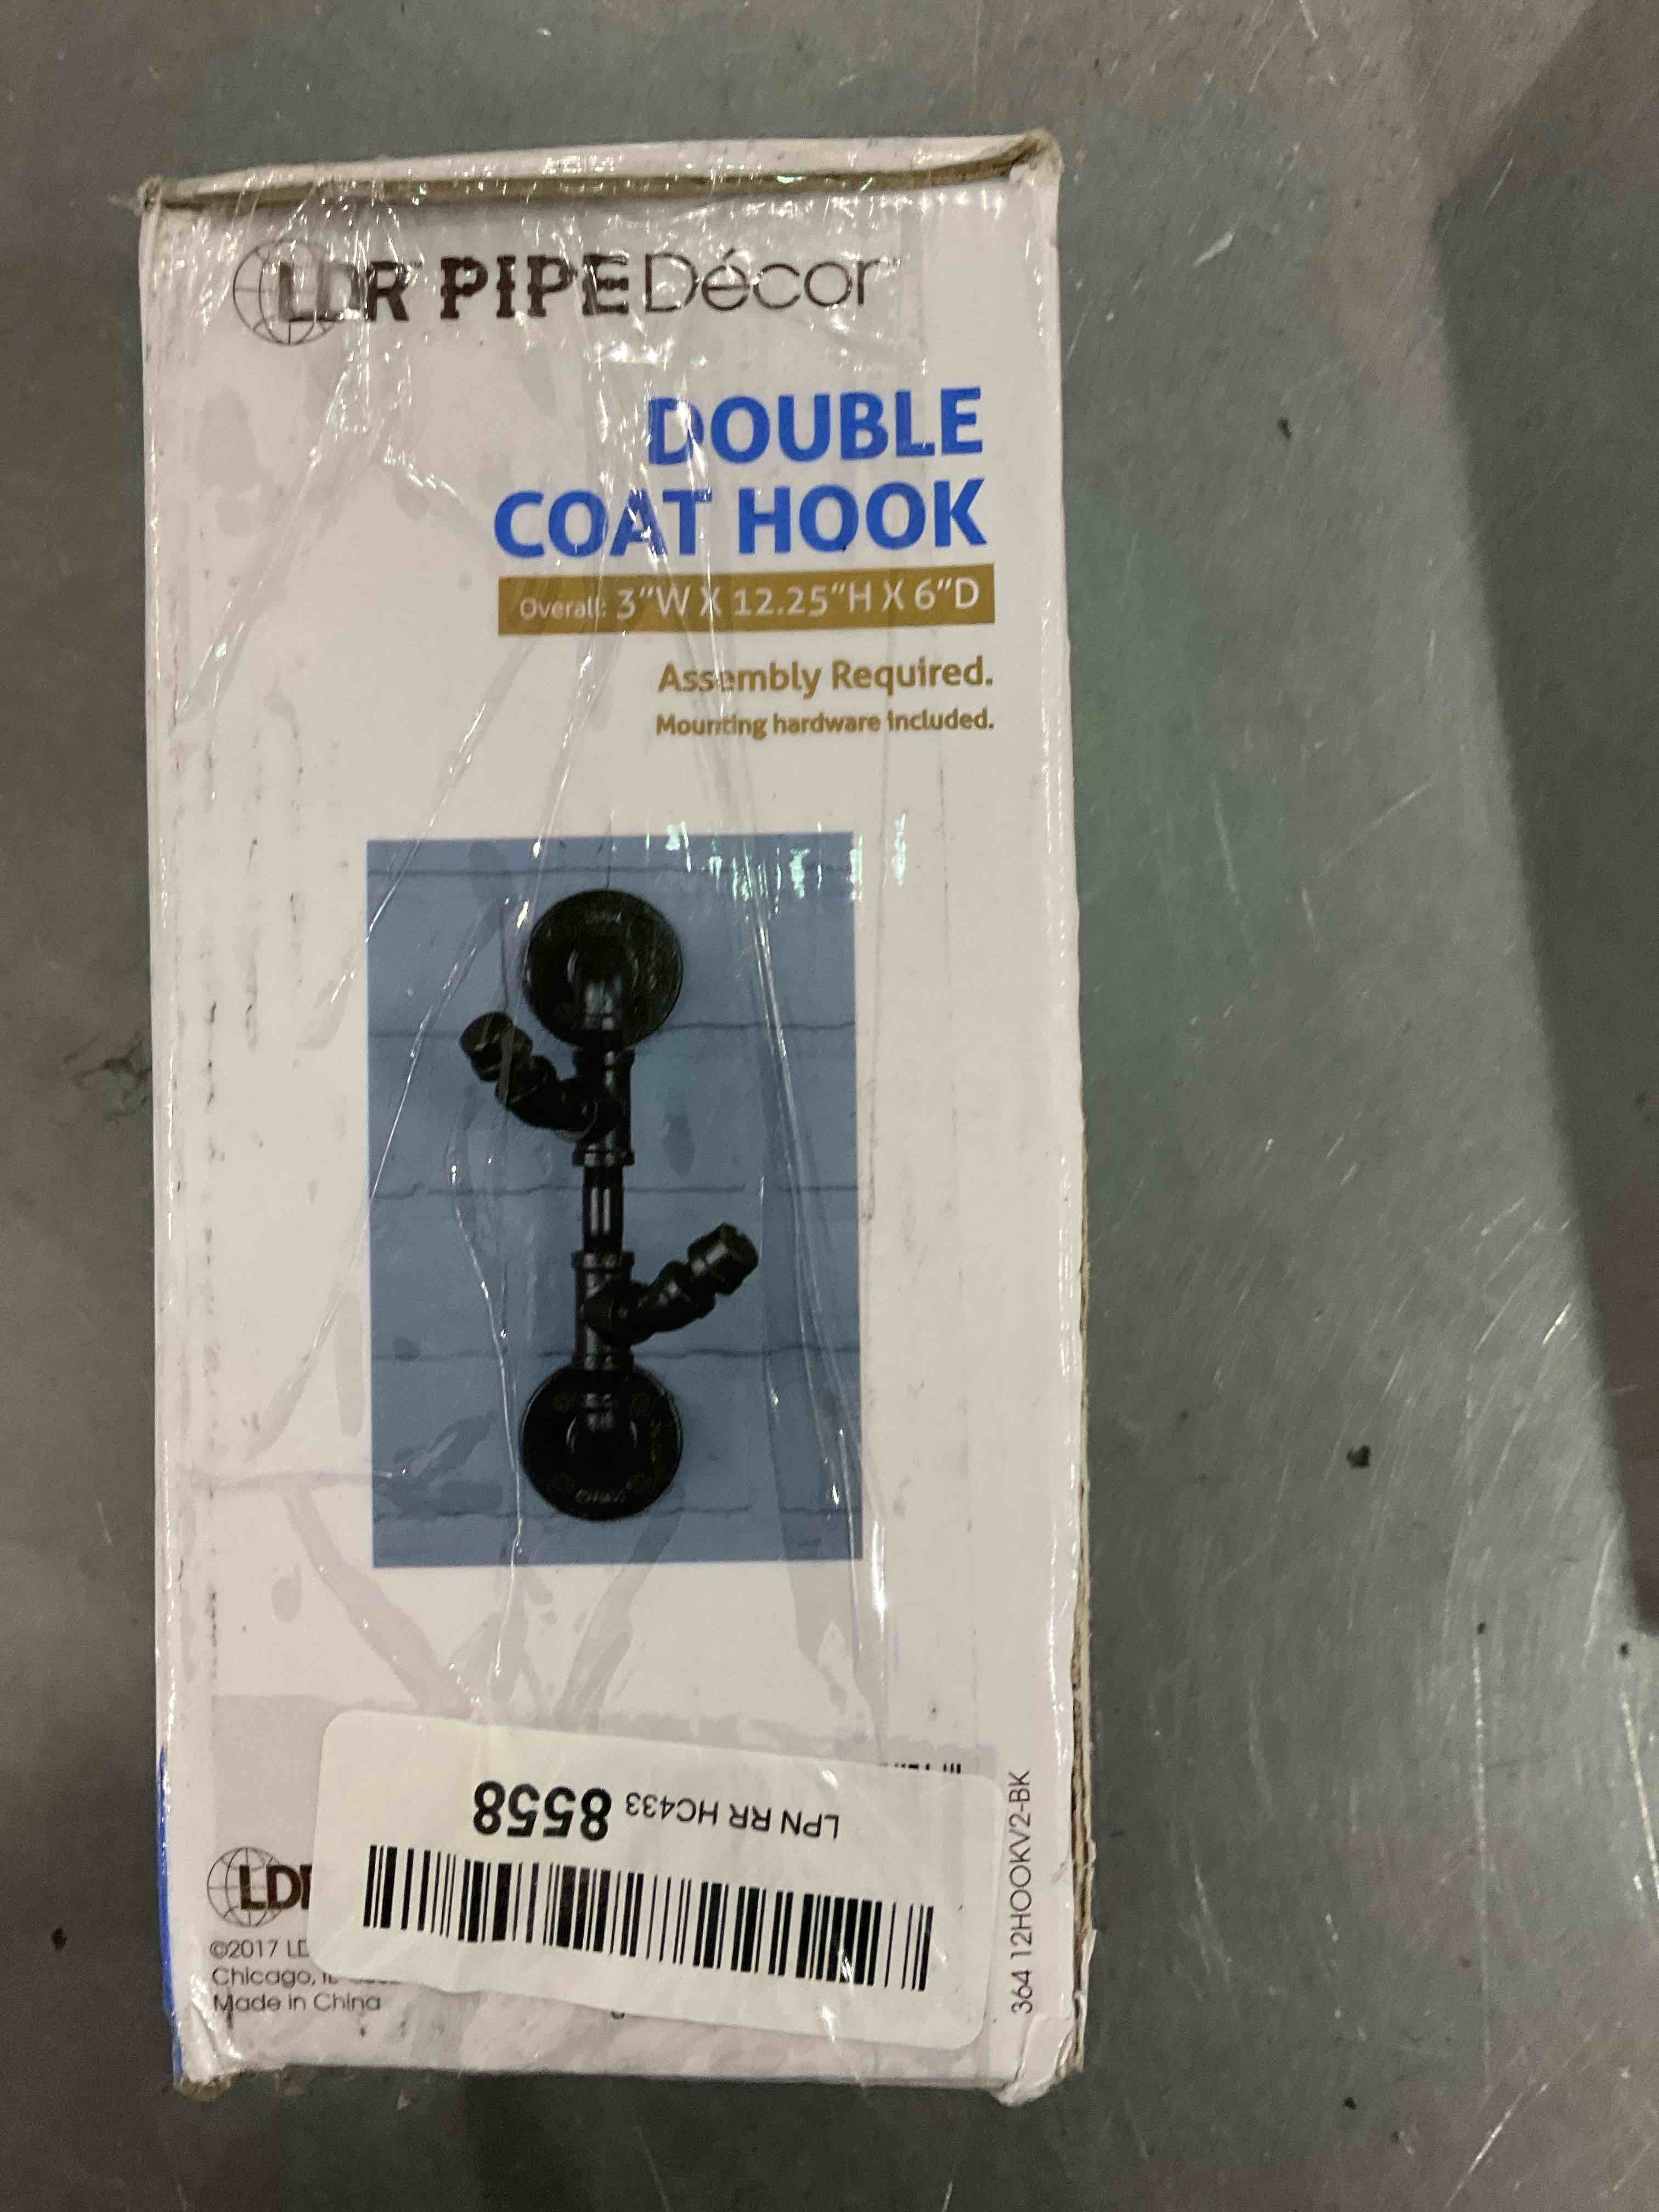 LDR PIPE Décor
DOUBLE
COAT HOOK
Overall: 3"W X 12.25"H X 6"D
Assembly Required.
Mounting hardware included.
LPN RR HC433 8558
364 12HOOKV2-BK
©2017
Chicago,
Made in China